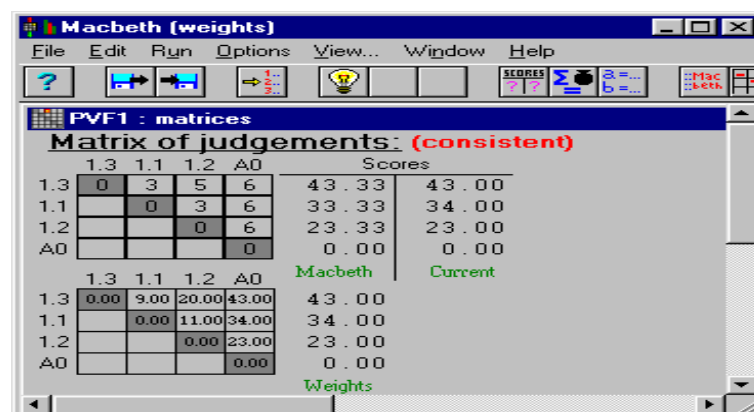 Macbeth (weights)
File Edit Run Options View... Window Help
? 1.. 2.. 3.. SCORES ? ? Σ a =... b =... ::Mac ::beth
PVF1 : matrices
Matrix of judgements: (consistent)
1.3 1.1 1.2 A0 Scores
1.3 0 3 5 6 43.33 43.00
1.1 0 3 6 33.33 34.00
1.2 0 6 23.33 23.00
A0 0 0.00 0.00
Macbeth Current
1.3 1.1 1.2 A0
1.3 0.00 9.00 20.00 43.00 43.00
1.1 0.00 11.00 34.00 34.00
1.2 0.00 23.00 23.00
A0 0.00 0.00
Weights